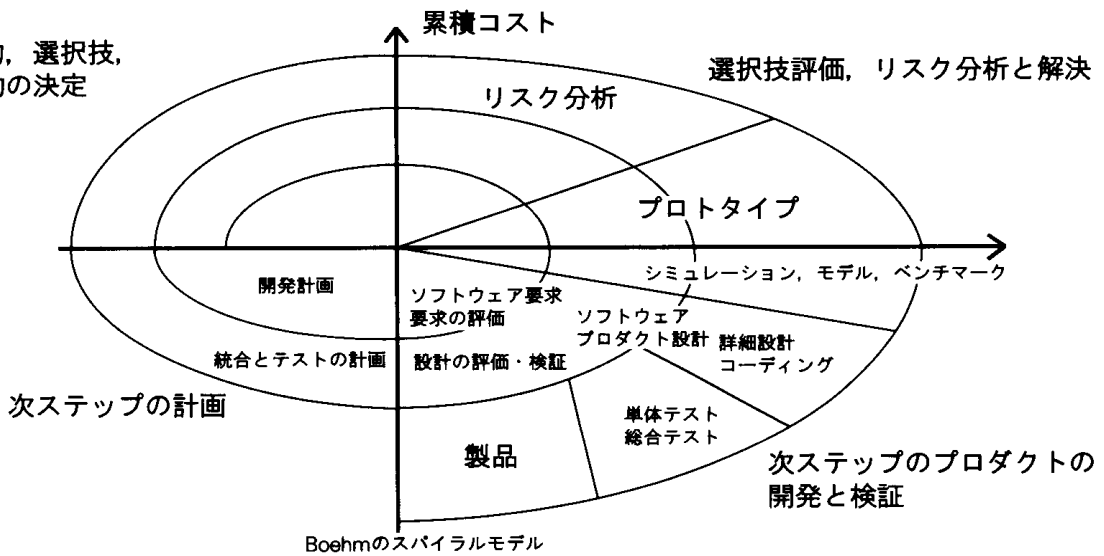 累積コスト
, 選択技,
の決定
選択技評価, リスク分析と解決
リスク分析
プロトタイプ
シミュレーション, モデル, ベンチマーク
開発計画
ソフトウェア要求
要求の評価
ソフトウェア
プロダクト設計
詳細設計
コーディング
統合とテストの計画
設計の評価・検証
次ステップの計画
単体テスト
総合テスト
製品
次ステップのプロダクトの
開発と検証
Boehmのスパイラルモデル